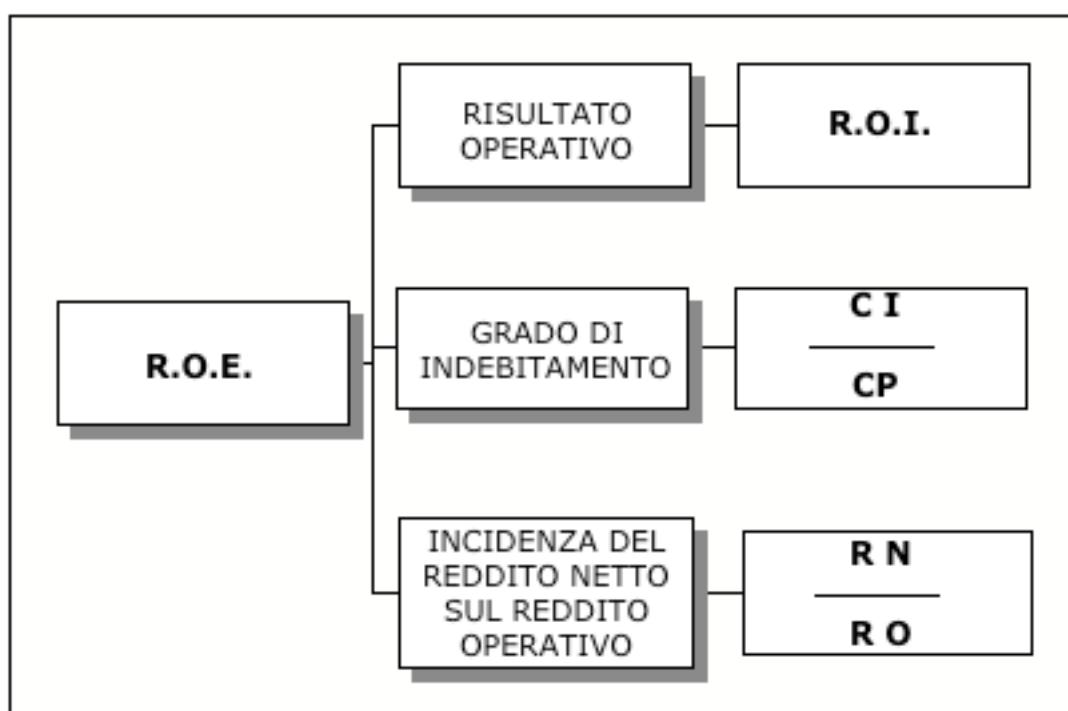 RISULTATO
OPERATIVO
R.O.I.
R.O.E.
GRADO DI
INDEBITAMENTO
C I
CP
INCIDENZA DEL
REDDITO NETTO
SUL REDDITO
OPERATIVO
R N
R O